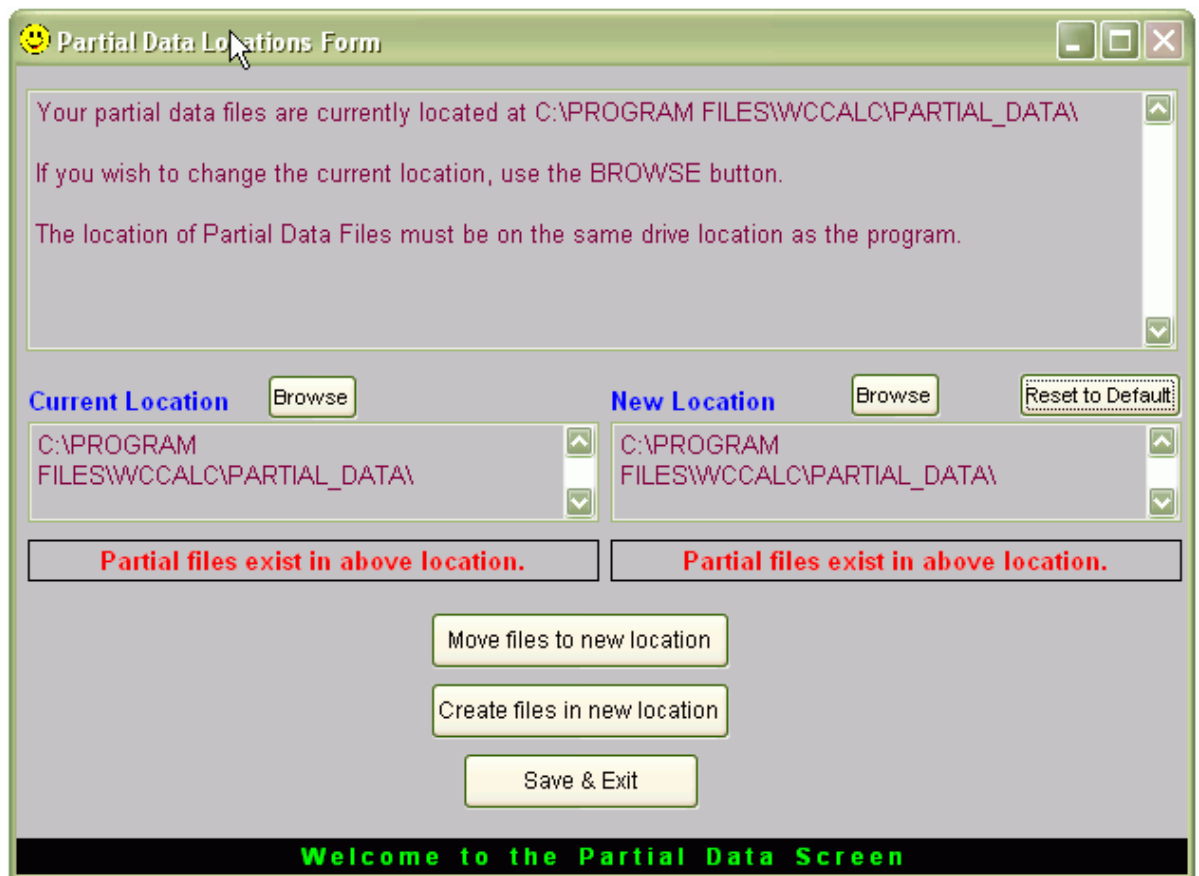 Partial Data Locations Form
Your partial data files are currently located at C:\PROGRAM FILES\WCCALC\PARTIAL_DATA\
If you wish to change the current location, use the BROWSE button.
The location of Partial Data Files must be on the same drive location as the program.
Current Location
Browse
New Location
Browse
Reset to Default
C:\PROGRAM
FILES\WCCALC\PARTIAL_DATA\
C:\PROGRAM
FILES\WCCALC\PARTIAL_DATA\
Partial files exist in above location.
Partial files exist in above location.
Move files to new location
Create files in new location
Save & Exit
Welcome to the Partial Data Screen